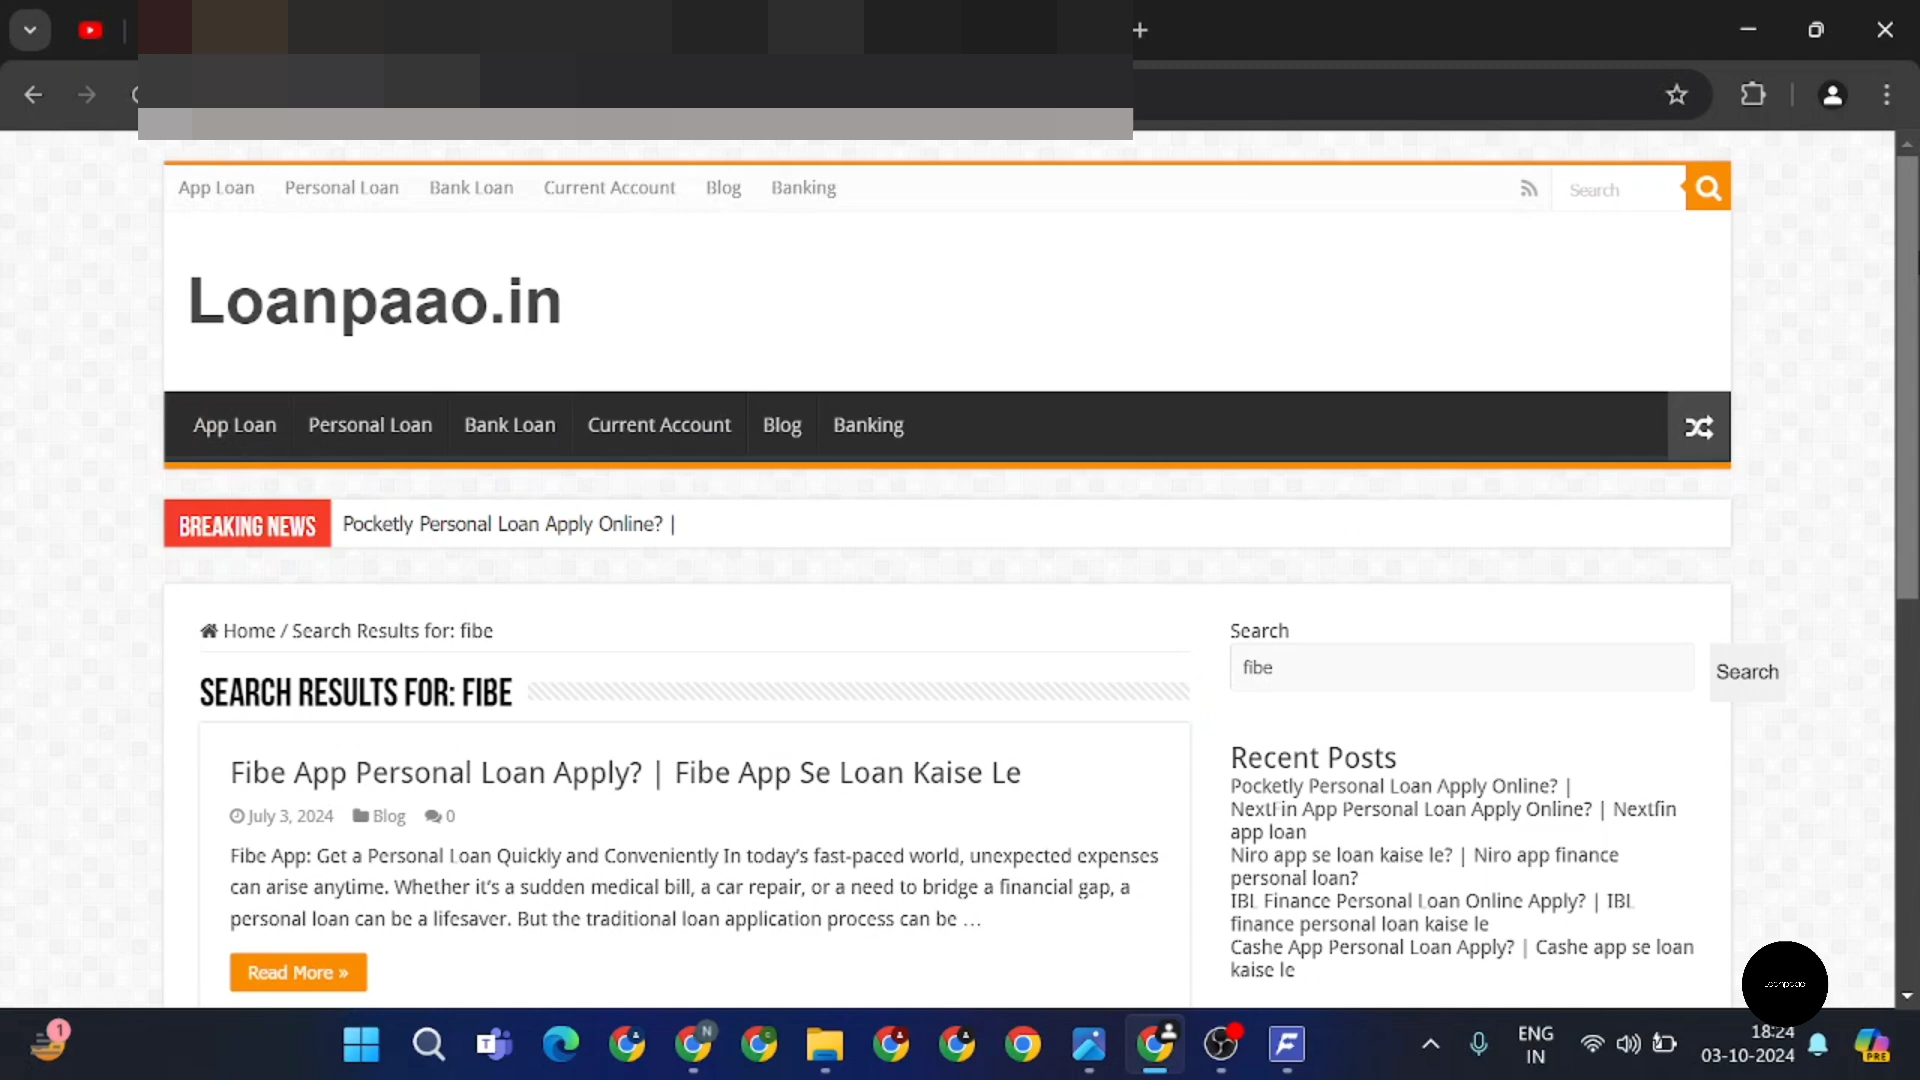 App Loan Personal Loan Bank Loan Current Account Blog Banking
Search
Loanpaao.in
App Loan Personal Loan Bank Loan Current Account Blog Banking
BREAKING NEWS Pocketly Personal Loan Apply Online? |
Home / Search Results for: fibe
SEARCH RESULTS FOR: FIBE
Fibe App Personal Loan Apply? | Fibe App Se Loan Kaise Le
July 3, 2024 Blog 0
Fibe App: Get a Personal Loan Quickly and Conveniently In today's fast-paced world, unexpected expenses
can arise anytime. Whether it's a sudden medical bill, a car repair, or a need to bridge a financial gap, a
personal loan can be a lifesaver. But the traditional loan application process can be …
Read More »
Search
fibe
Search
Recent Posts
Pocketly Personal Loan Apply Online? |
NextFin App Personal Loan Apply Online? | Nextfin
app loan
Niro app se loan kaise le? | Niro app finance
personal loan?
IBL Finance Personal Loan Online Apply? | IBL
finance personal loan kaise le
Cashe App Personal Loan Apply? | Cashe app se loan
kaise le
Loanpaao
1
T
N
C
F
ENG
IN
18:24
03-10-2024
PRE